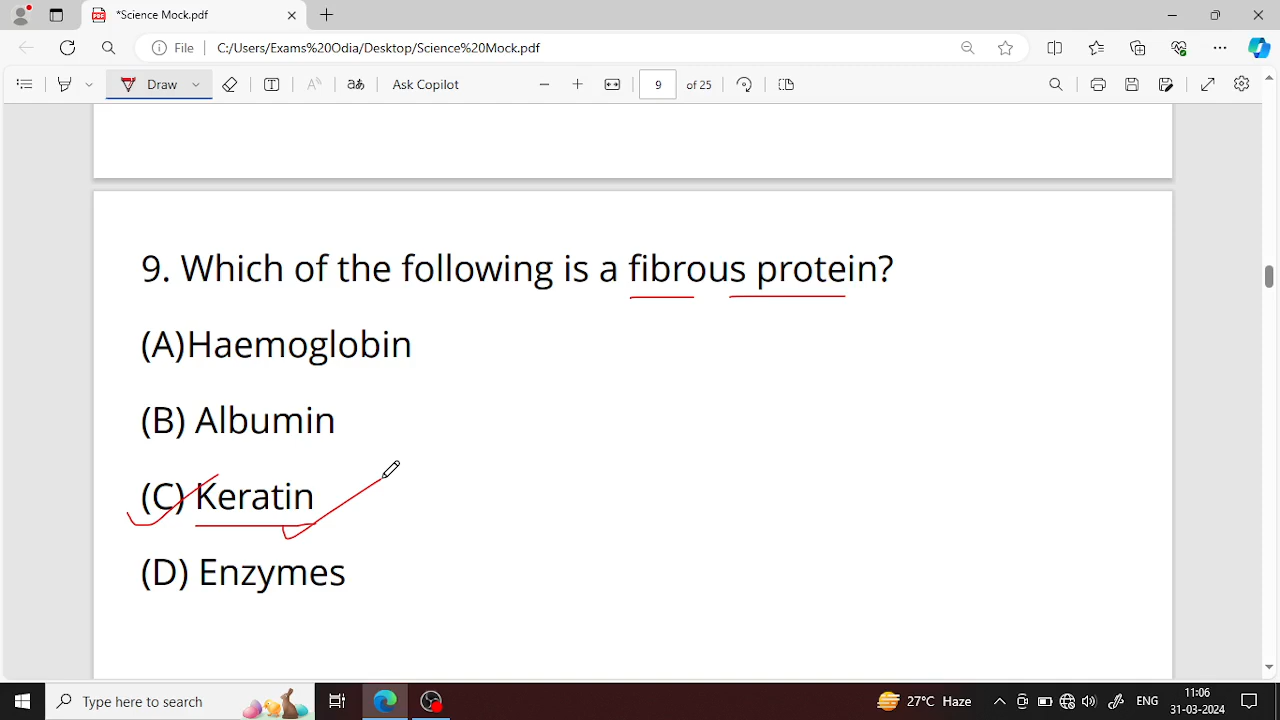 *Science Mock.pdf
File
C:/Users/Exams%20Odia/Desktop/Science%20Mock.pdf
Draw
Ask Copilot
9 of 25
9. Which of the following is a fibrous protein?
(A)Haemoglobin
(B) Albumin
(C) Keratin
(D) Enzymes
Type here to search
27°C Haze
ENG
11:06
31-03-2024